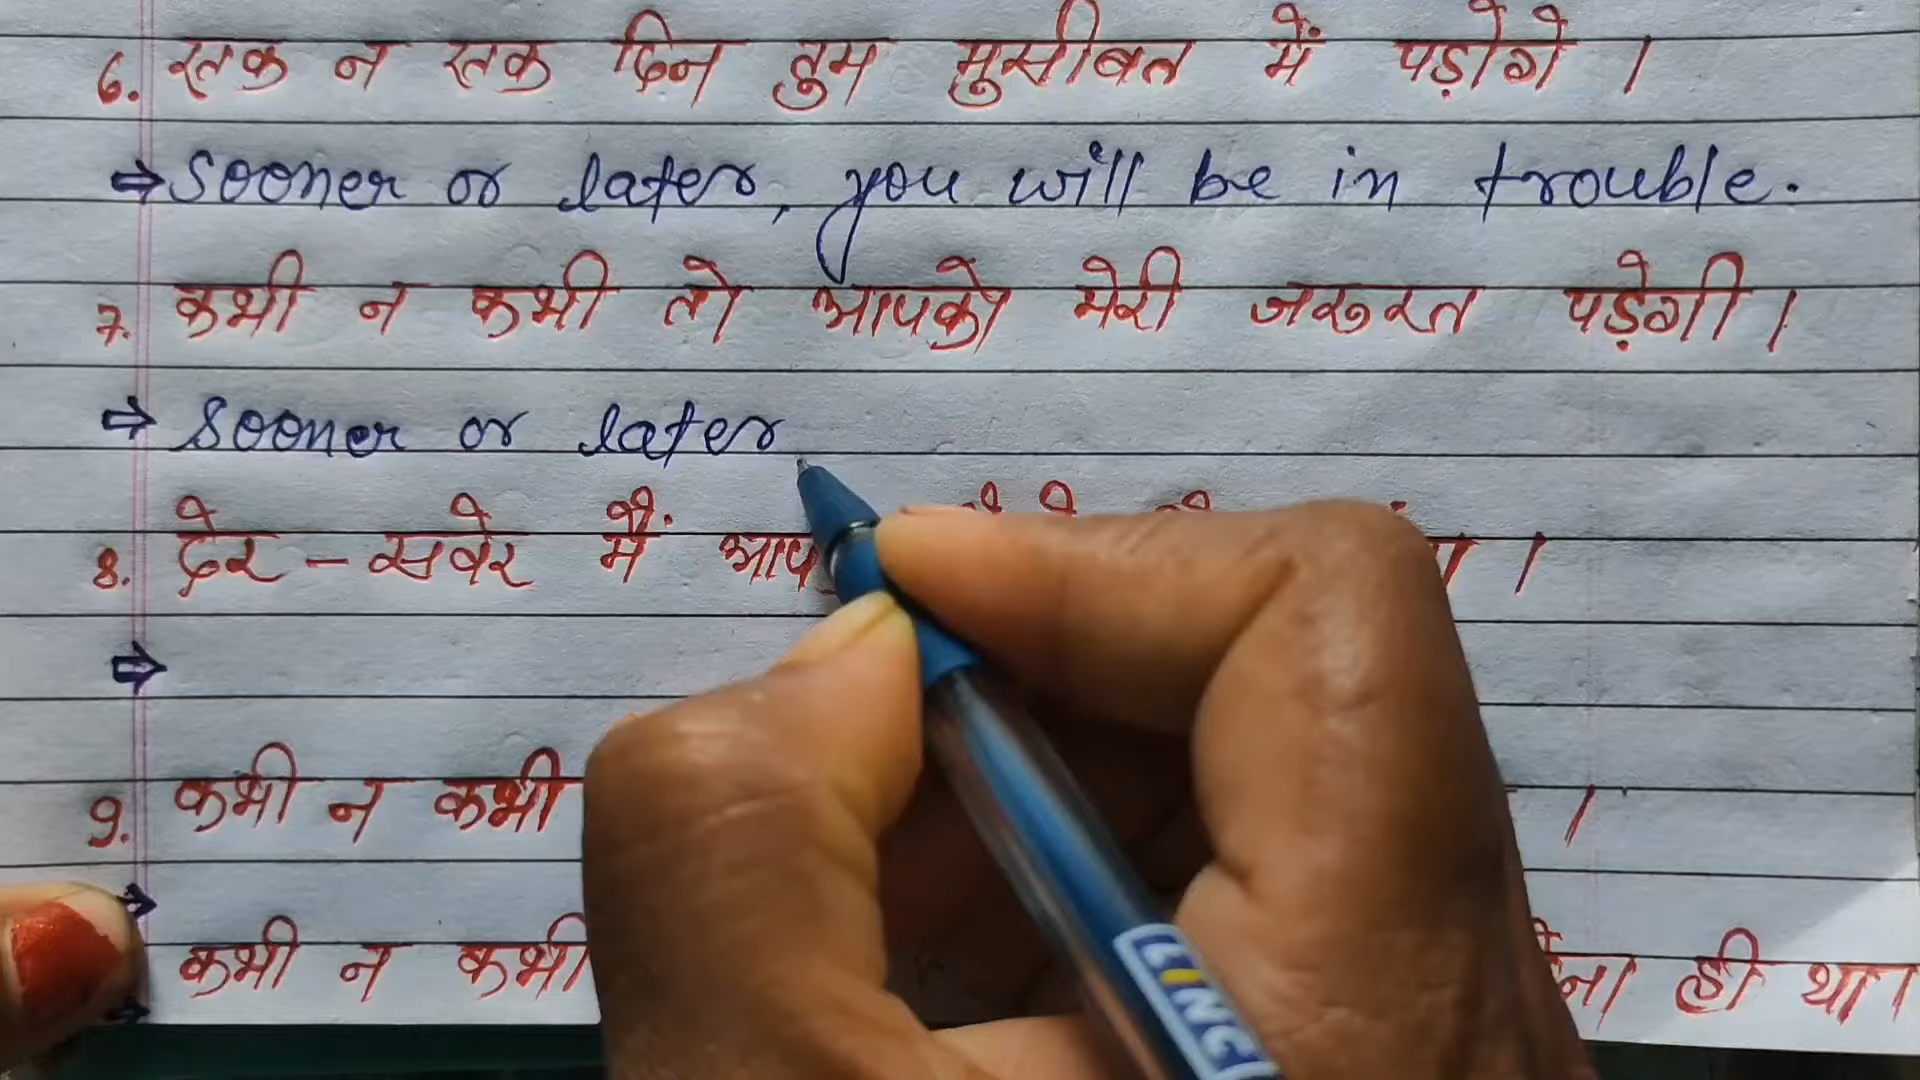 6. एक न एक दिन तुम मुसीबत में पड़ोगे ।
⇒ Sooner or later, you will be in trouble.
7. कभी न कभी तो आपको मेरी जरूरत पड़ेगी ।
⇒ Sooner or later
8. देर - सवेर मैं ।
⇒
9. कभी न कभी ।
कभी न कभी ही था ।
LINC